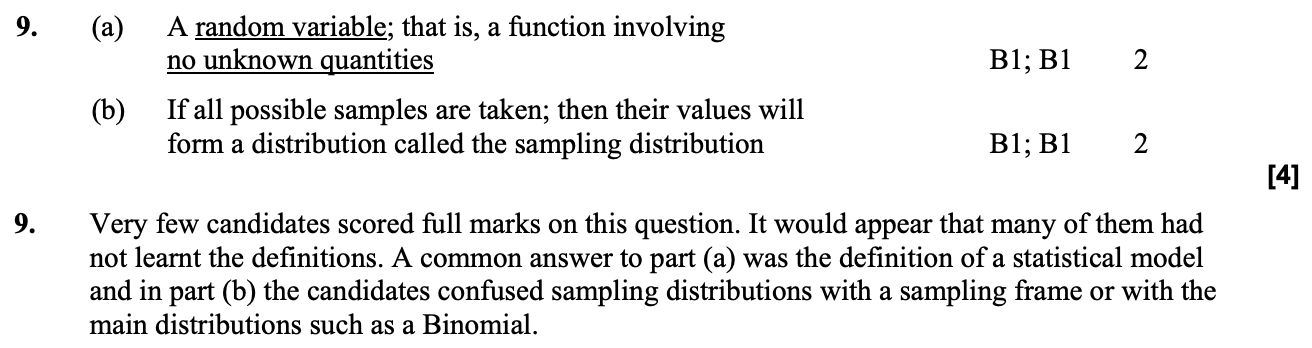 9. (a) A random variable; that is, a function involving
no unknown quantities B1; B1 2
(b) If all possible samples are taken; then their values will
form a distribution called the sampling distribution B1; B1 2
[4]
9. Very few candidates scored full marks on this question. It would appear that many of them had
not learnt the definitions. A common answer to part (a) was the definition of a statistical model
and in part (b) the candidates confused sampling distributions with a sampling frame or with the
main distributions such as a Binomial.